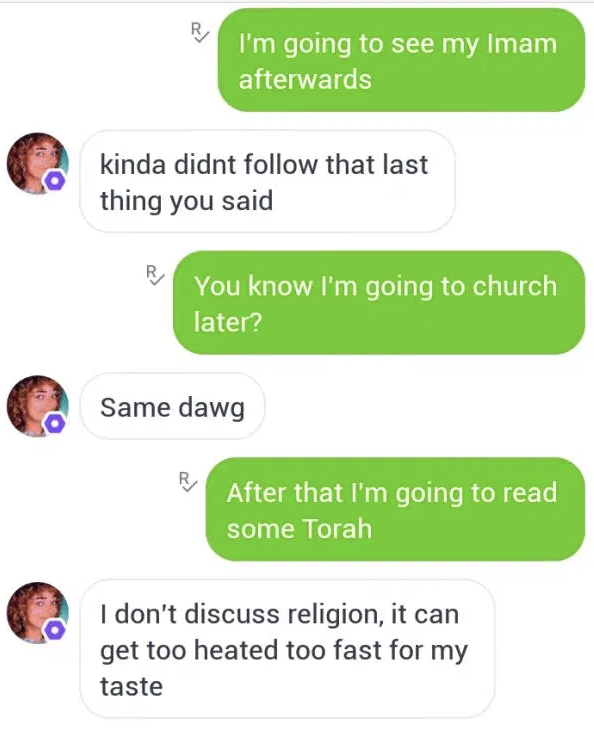 R
I'm going to see my Imam
afterwards
kinda didnt follow that last
thing you said
R
You know I'm going to church
later?
Same dawg
R
After that I'm going to read
some Torah
I don't discuss religion, it can
get too heated too fast for my
taste